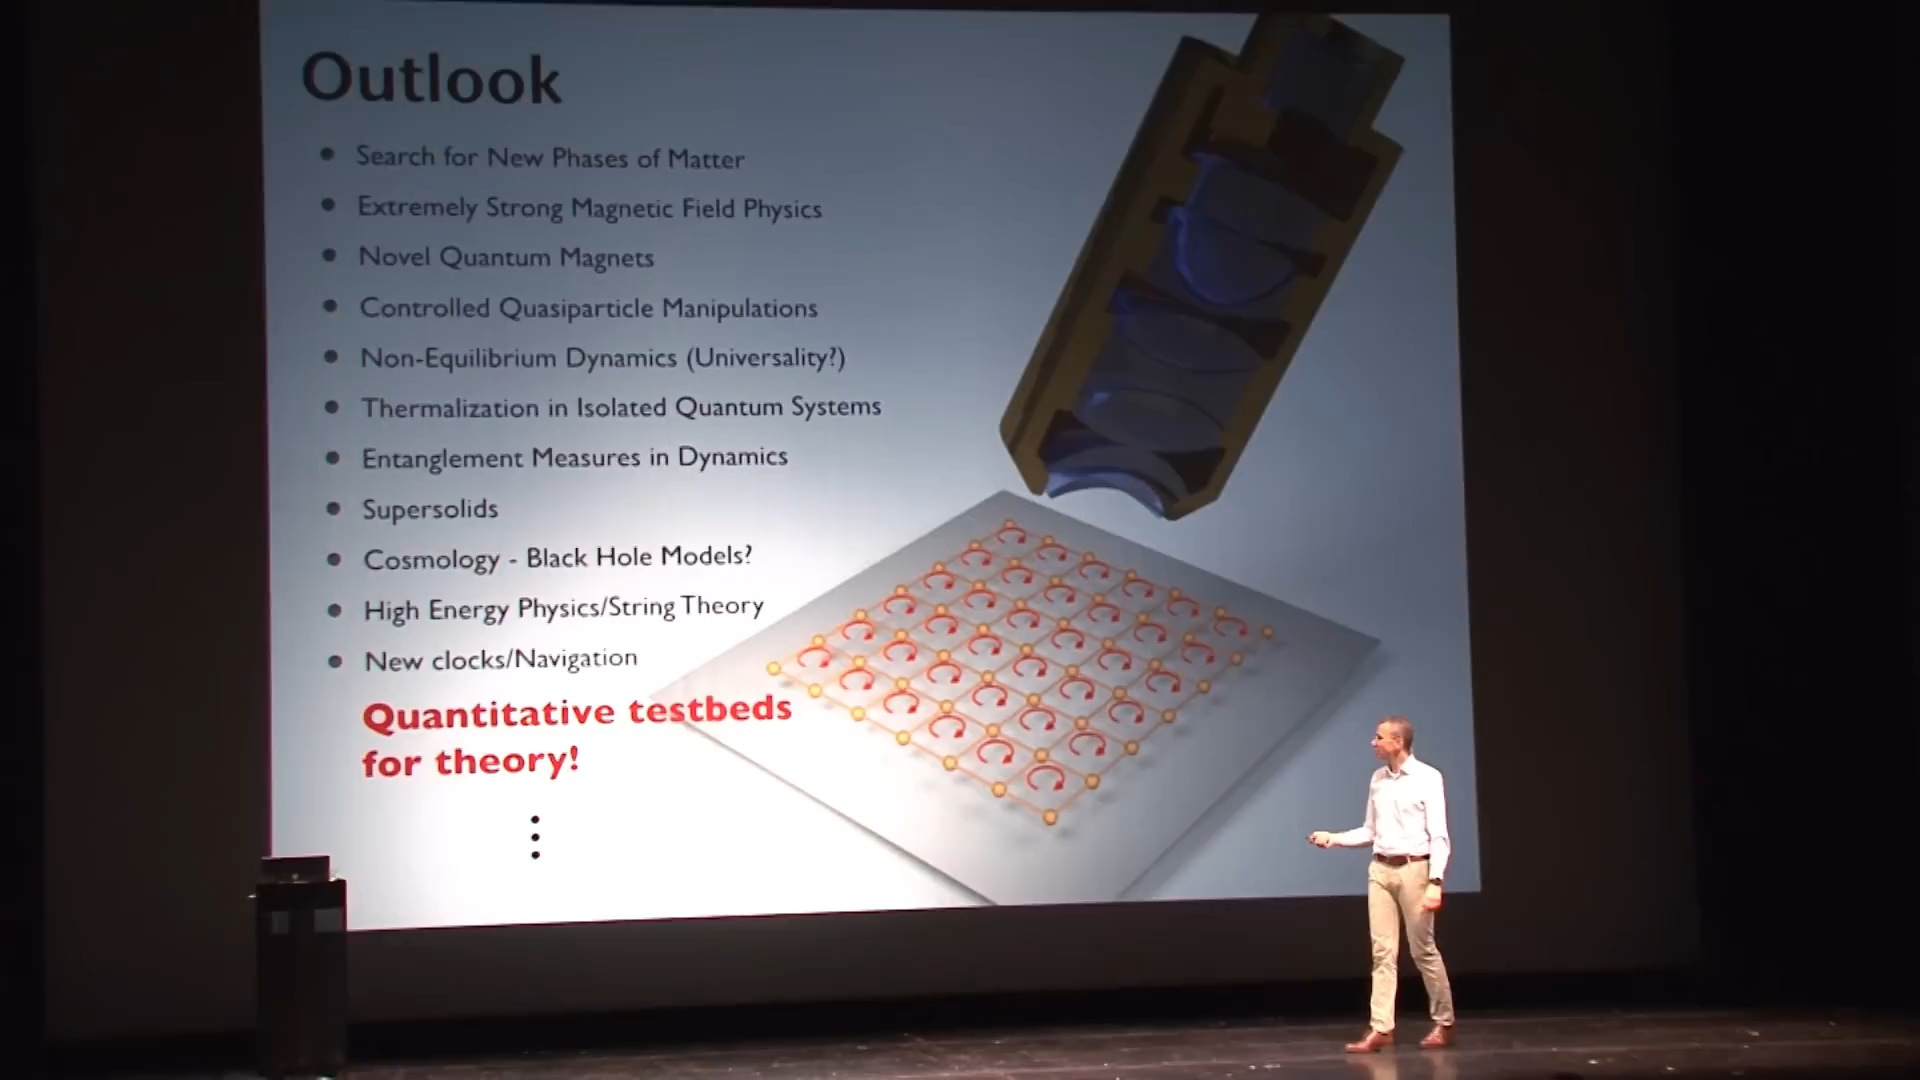 Outlook
Search for New Phases of Matter
Extremely Strong Magnetic Field Physics
Novel Quantum Magnets
Controlled Quasiparticle Manipulations
Non-Equilibrium Dynamics (Universality?)
Thermalization in Isolated Quantum Systems
Entanglement Measures in Dynamics
Supersolids
Cosmology - Black Hole Models?
High Energy Physics/String Theory
New clocks/Navigation
Quantitative testbeds
for theory!